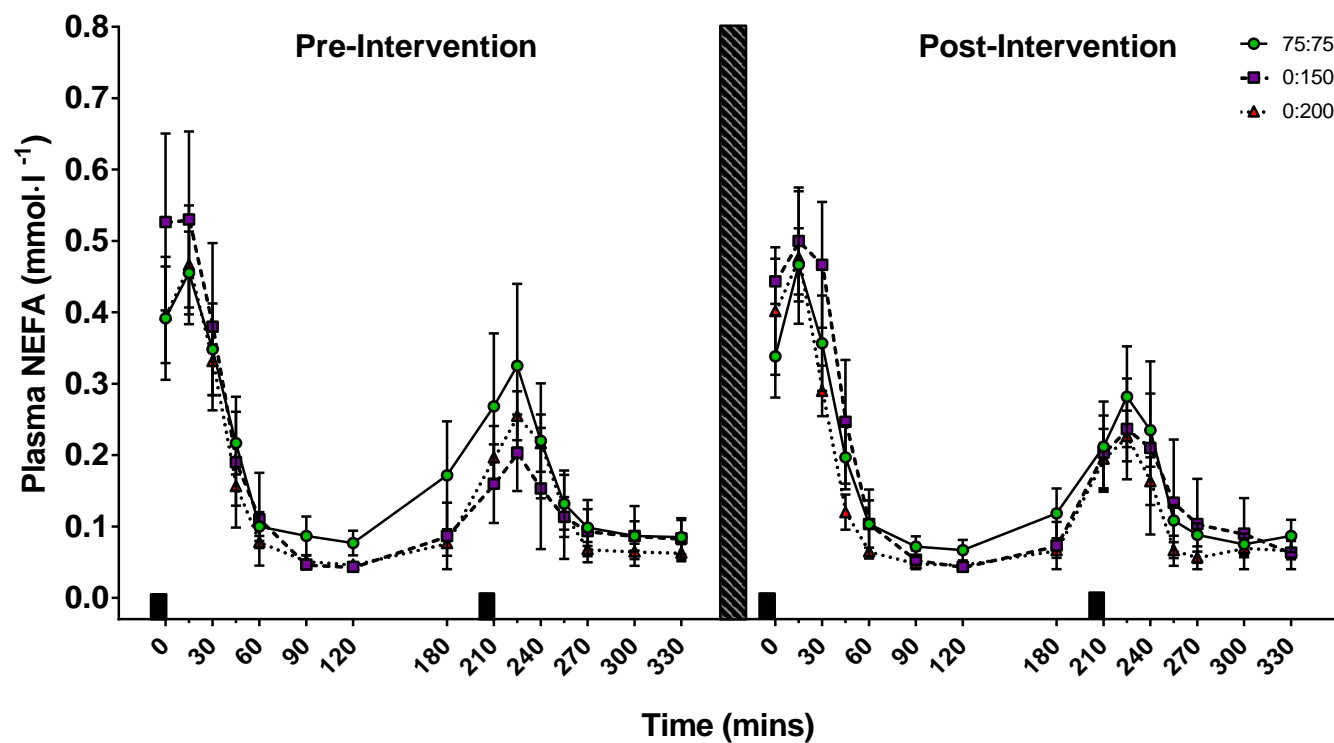 Pre-Intervention
Post-Intervention
75:75
0:150
0:200
Plasma NEFA (mmol·l -1)
0.8
0.7
0.6
0.5
0.4
0.3
0.2
0.1
0.0
0 30 60 90 120 180 210 240 270 300 330
0 30 60 90 120 180 210 240 270 300 330
Time (mins)